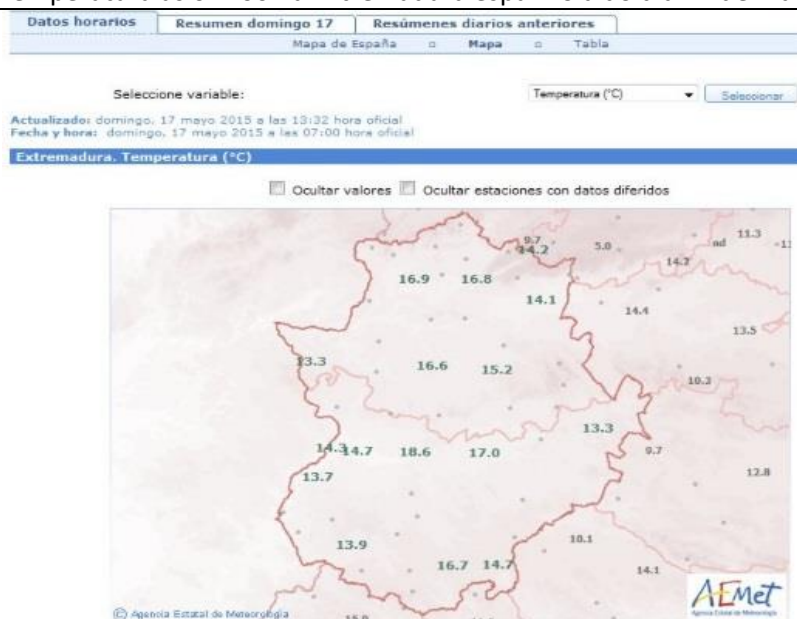 Datos horarios Resumen domingo 17 Resúmenes diarios anteriores
Mapa de España Mapa Tabla
Seleccione variable: Temperatura (°C) Seleccionar
Actualizado: domingo, 17 mayo 2015 a las 13:32 hora oficial
Fecha y hora: domingo, 17 mayo 2015 a las 07:00 hora oficial
Extremadura. Temperatura (°C)
Ocultar valores Ocultar estaciones con datos diferidos
9.7 14.2 5.0 nd 11.3
16.9 16.8 14.2
14.1 14.4
13.5
13.3 16.6 15.2 10.3
13.3
14.3 14.7 18.6 17.0 9.7
13.7 12.8
13.9 10.1
16.7 14.7 14.1
AEMet
Agencia Estatal de Meteorología
© Agencia Estatal de Meteorología